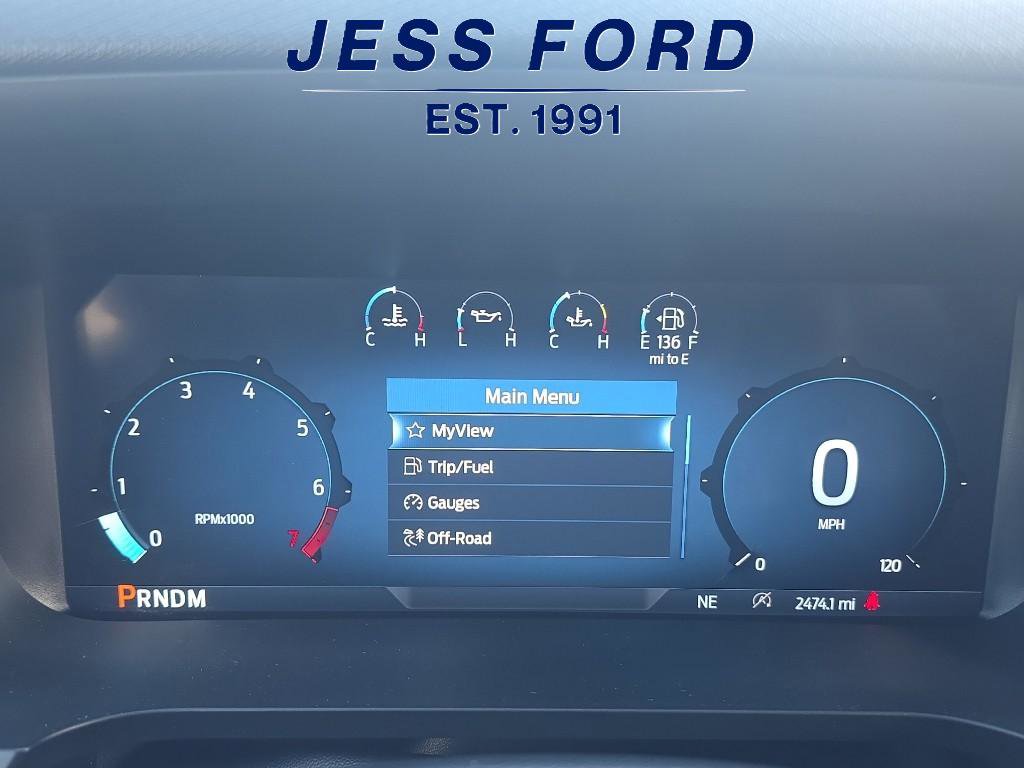 JESS FORD
EST. 1991
C H
L H
C H
E 136 F
mi to E
Main Menu
MyView
Trip/Fuel
Gauges
Off-Road
0 1 2 3 4 5 6 7
RPMx1000
0
MPH
0 120
PRNDM
NE
2474.1 mi